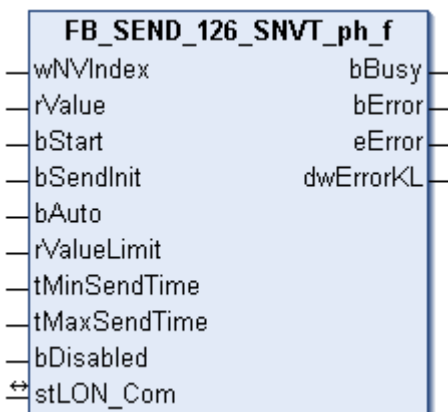 FB_SEND_126_SNVT_ph_f
wNVIndex bBusy
rValue bError
bStart eError
bSendInit dwErrorKL
bAuto
rValueLimit
tMinSendTime
tMaxSendTime
bDisabled
stLON_Com